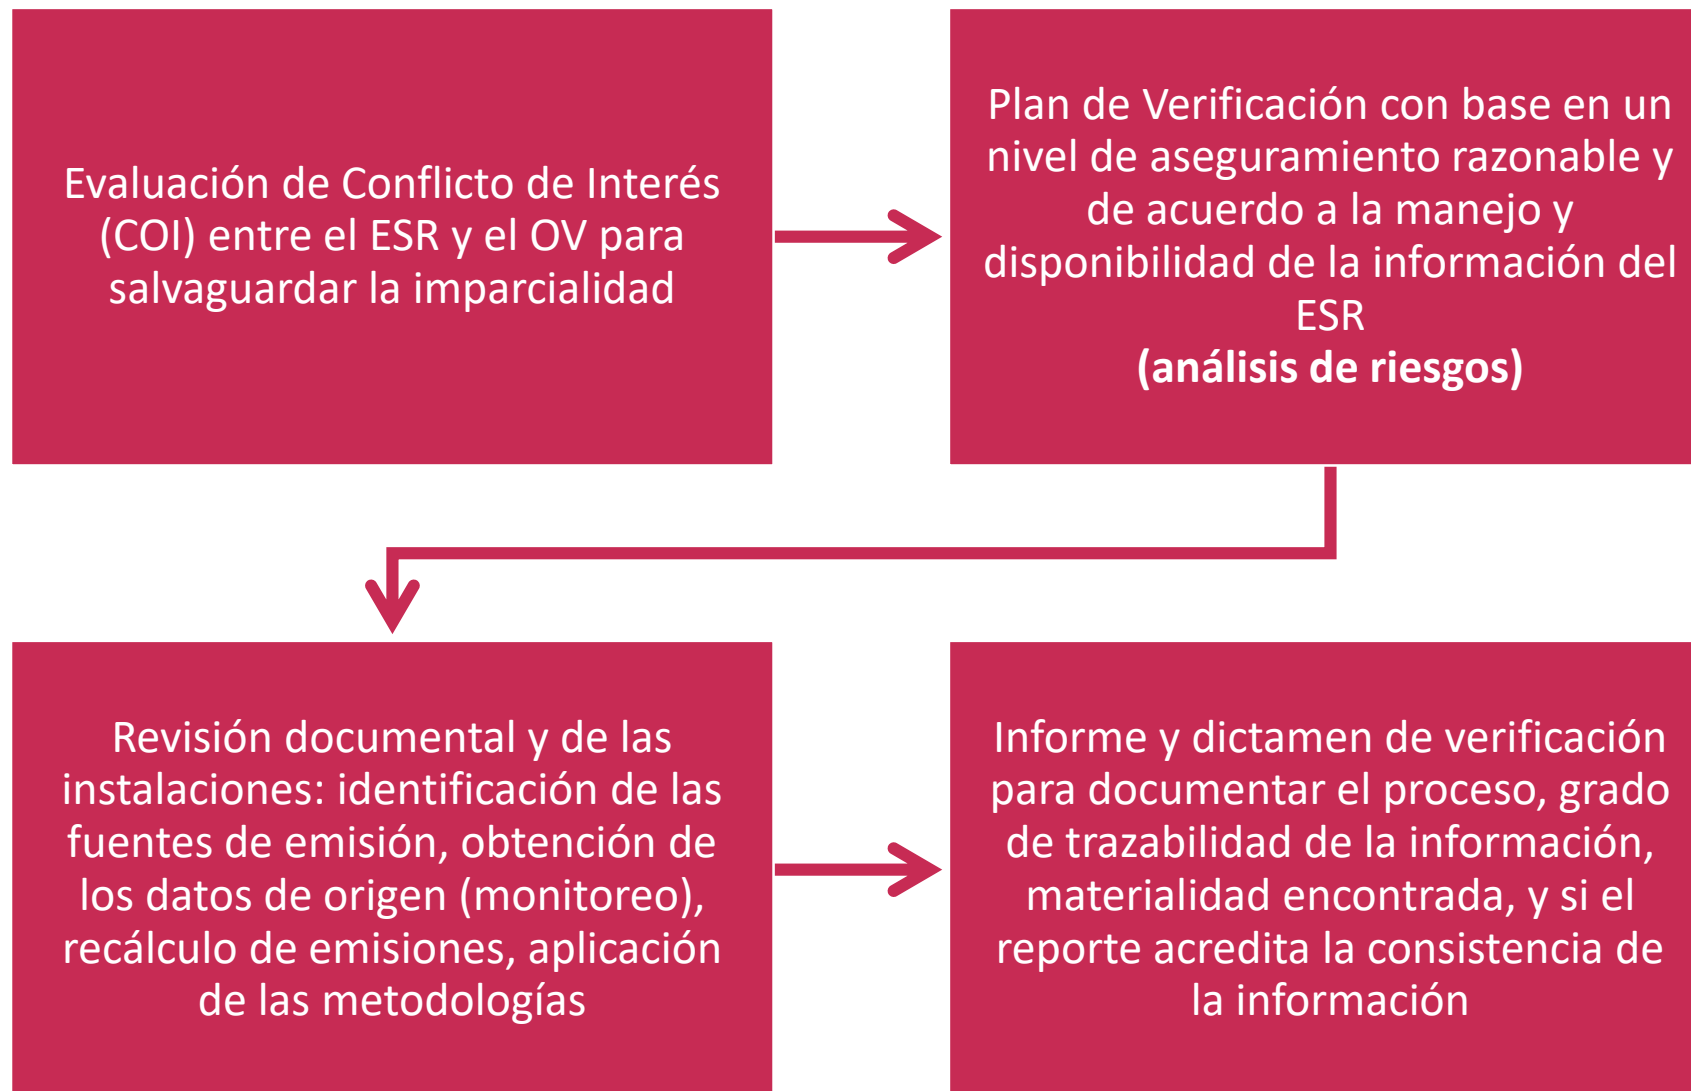 Evaluación de Conflicto de Interés
(COI) entre el ESR y el OV para
salvaguardar la imparcialidad
Plan de Verificación con base en un
nivel de aseguramiento razonable y
de acuerdo a la manejo y
disponibilidad de la información del
ESR
(análisis de riesgos)
Revisión documental y de las
instalaciones: identificación de las
fuentes de emisión, obtención de
los datos de origen (monitoreo),
recálculo de emisiones, aplicación
de las metodologías
Informe y dictamen de verificación
para documentar el proceso, grado
de trazabilidad de la información,
materialidad encontrada, y si el
reporte acredita la consistencia de
la información